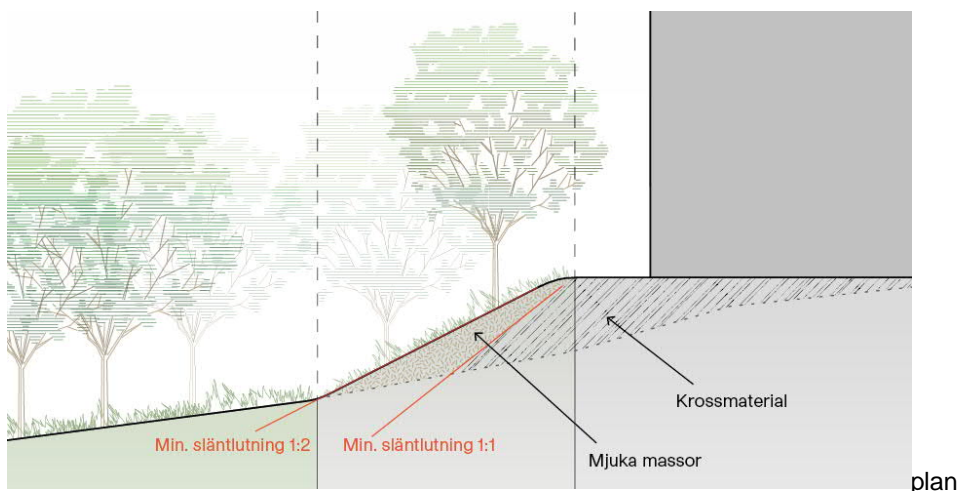 Krossmaterial
Min. släntlutning 1:2
Min. släntlutning 1:1
Mjuka massor
plan